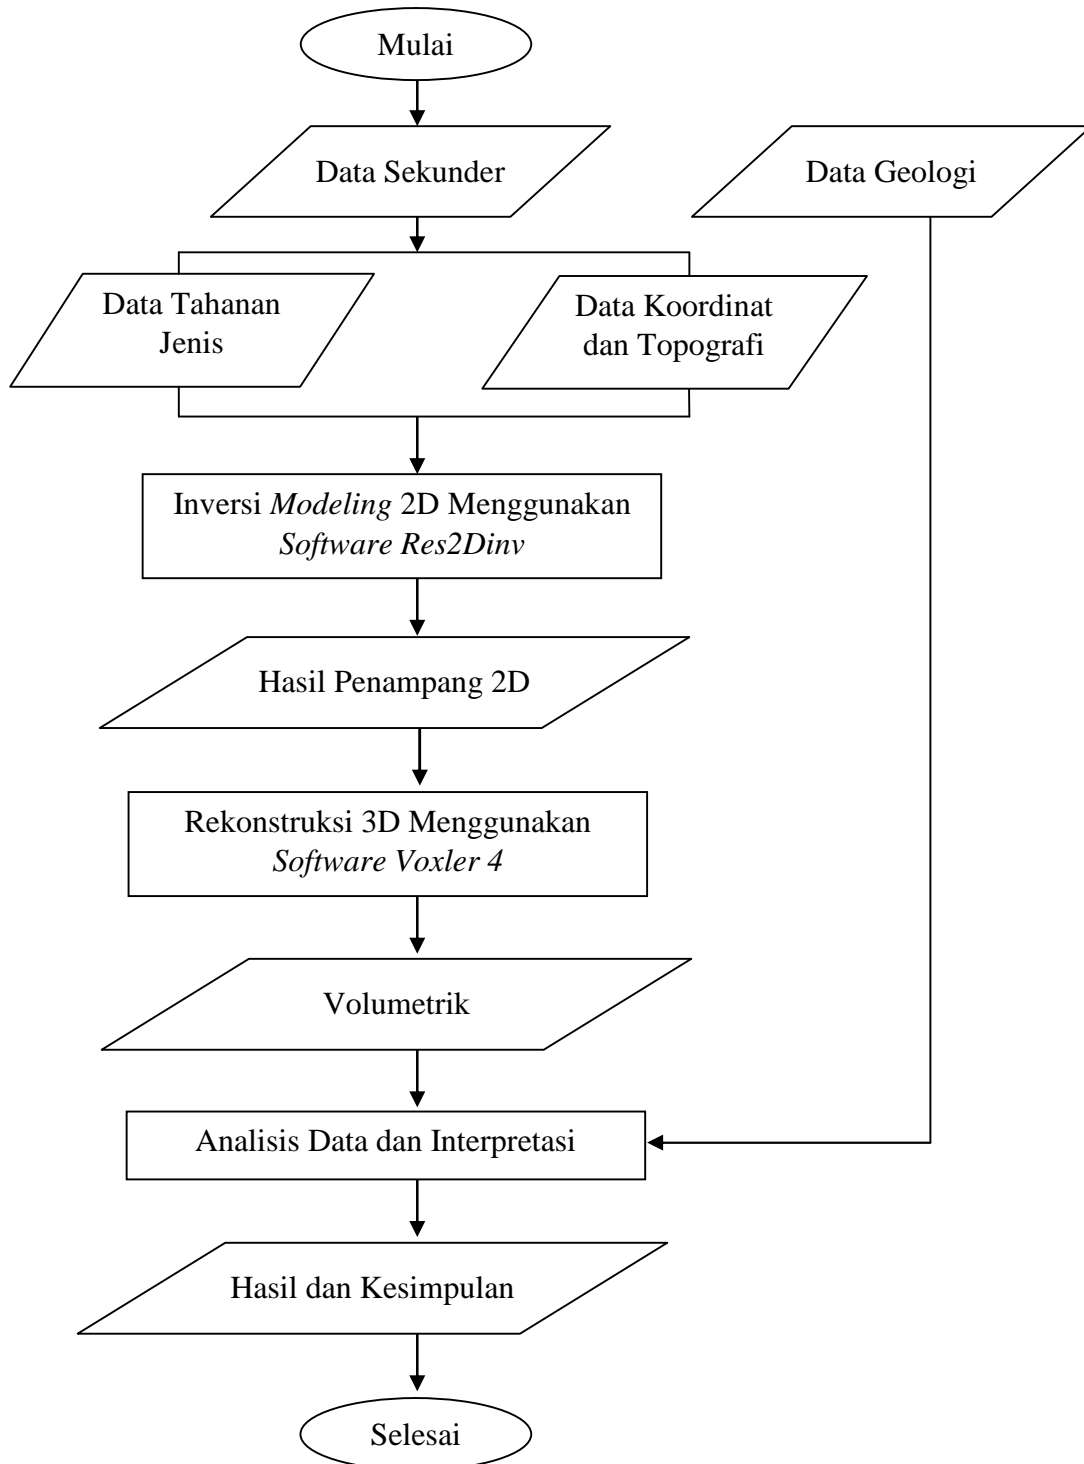 Mulai
Data Sekunder
Data Geologi
Data Tahanan
Jenis
Data Koordinat
dan Topografi
Inversi Modeling 2D Menggunakan
Software Res2Dinv
Hasil Penampang 2D
Rekonstruksi 3D Menggunakan
Software Voxler 4
Volumetrik
Analisis Data dan Interpretasi
Hasil dan Kesimpulan
Selesai